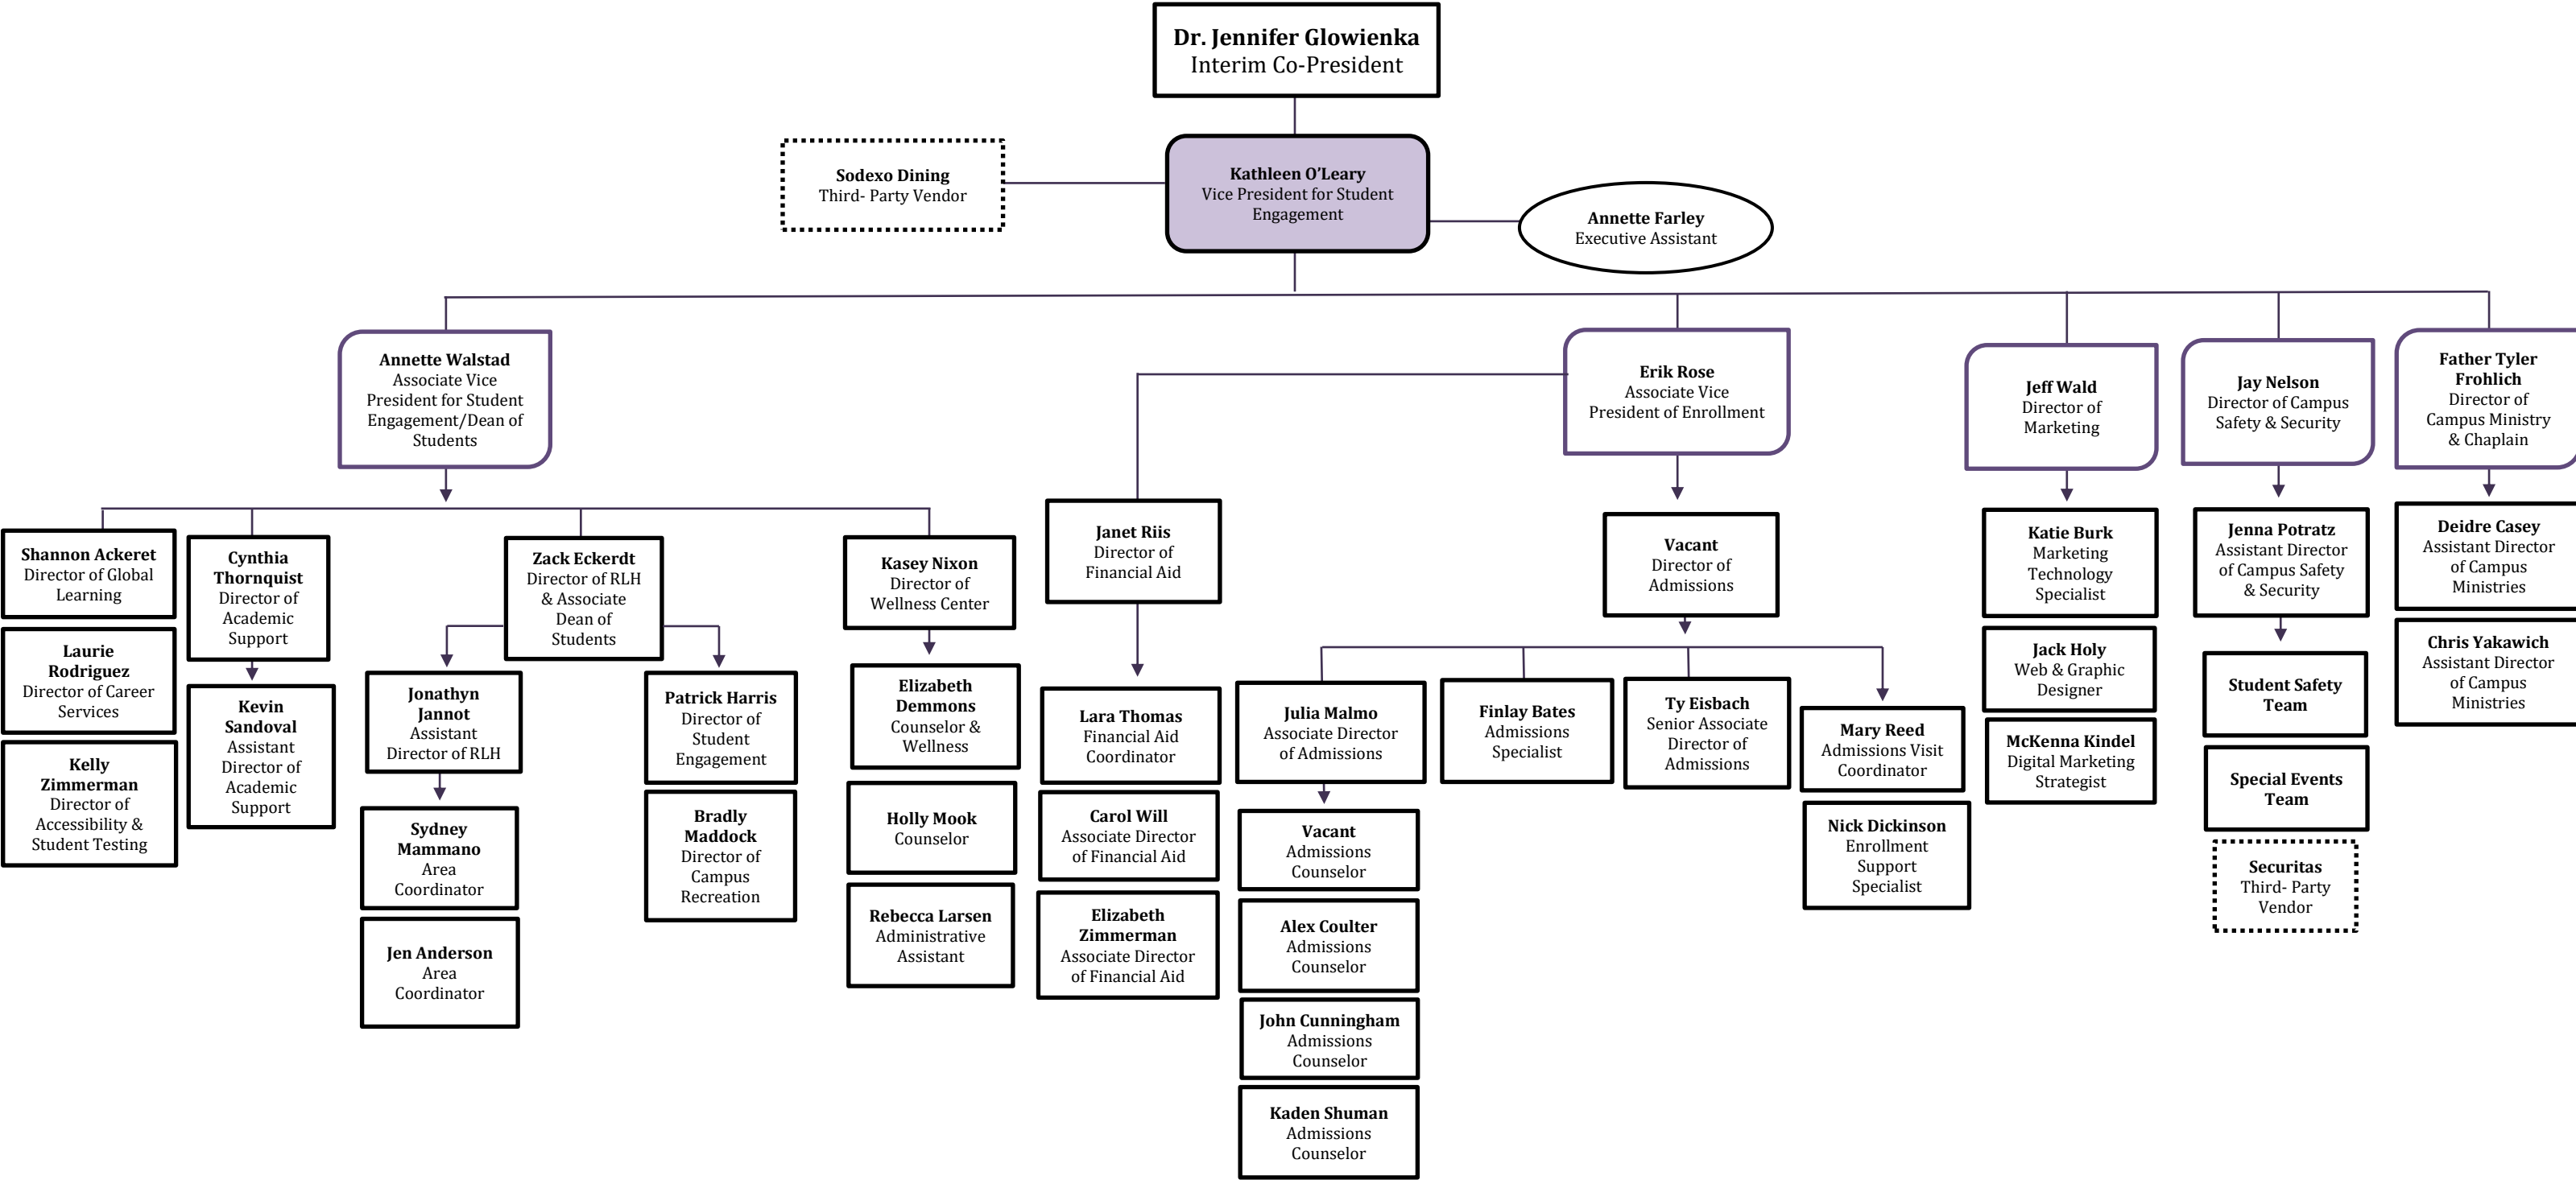 Dr. Jennifer Glowienka
Interim Co-President
Sodexo Dining
Third- Party Vendor
Kathleen O’Leary
Vice President for Student
Engagement
Annette Farley
Executive Assistant
Annette Walstad
Associate Vice
President for Student
Engagement/Dean of
Students
Erik Rose
Associate Vice
President of Enrollment
Jeff Wald
Director of
Marketing
Jay Nelson
Director of Campus
Safety & Security
Father Tyler
Frohlich
Director of
Campus Ministry
& Chaplain
Shannon Ackeret
Director of Global
Learning
Laurie
Rodriguez
Director of Career
Services
Kelly
Zimmerman
Director of
Accessibility &
Student Testing
Cynthia
Thornquist
Director of
Academic
Support
Kevin
Sandoval
Assistant
Director of
Academic
Support
Zack Eckerdt
Director of RLH
& Associate
Dean of
Students
Jonathyn
Jannot
Assistant
Director of RLH
Sydney
Mammano
Area
Coordinator
Jen Anderson
Area
Coordinator
Patrick Harris
Director of
Student
Engagement
Bradly
Maddock
Director of
Campus
Recreation
Kasey Nixon
Director of
Wellness Center
Elizabeth
Demmons
Counselor &
Wellness
Holly Mook
Counselor
Rebecca Larsen
Administrative
Assistant
Janet Riis
Director of
Financial Aid
Lara Thomas
Financial Aid
Coordinator
Carol Will
Associate Director
of Financial Aid
Elizabeth
Zimmerman
Associate Director
of Financial Aid
Vacant
Director of
Admissions
Julia Malmo
Associate Director
of Admissions
Vacant
Admissions
Counselor
Alex Coulter
Admissions
Counselor
John Cunningham
Admissions
Counselor
Kaden Shuman
Admissions
Counselor
Finlay Bates
Admissions
Specialist
Ty Eisbach
Senior Associate
Director of
Admissions
Mary Reed
Admissions Visit
Coordinator
Nick Dickinson
Enrollment
Support
Specialist
Katie Burk
Marketing
Technology
Specialist
Jack Holy
Web & Graphic
Designer
McKenna Kindel
Digital Marketing
Strategist
Jenna Potratz
Assistant Director
of Campus Safety
& Security
Student Safety
Team
Special Events
Team
Securitas
Third- Party
Vendor
Deidre Casey
Assistant Director
of Campus
Ministries
Chris Yakawich
Assistant Director
of Campus
Ministries